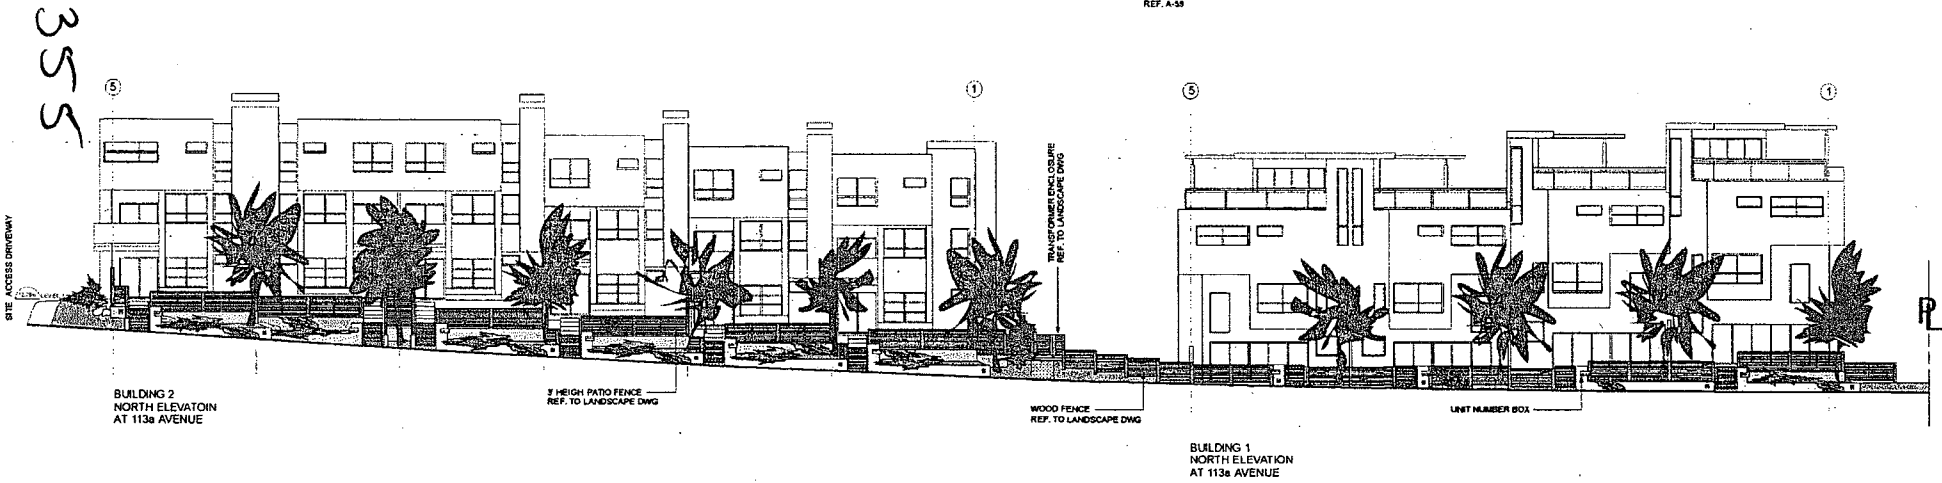 REF. A-59
355
5
1
5
1
TRANSFORMER ENCLOSURE
REF. TO LANDSCAPE DWG
SITE ACCESS DRIVEWAY
LEVEL
PL
3' HEIGH PATIO FENCE
REF. TO LANDSCAPE DWG
BUILDING 2
NORTH ELEVATOIN
AT 113a AVENUE
WOOD FENCE
REF. TO LANDSCAPE DWG
UNIT NUMBER BOX
BUILDING 1
NORTH ELEVATION
AT 113a AVENUE